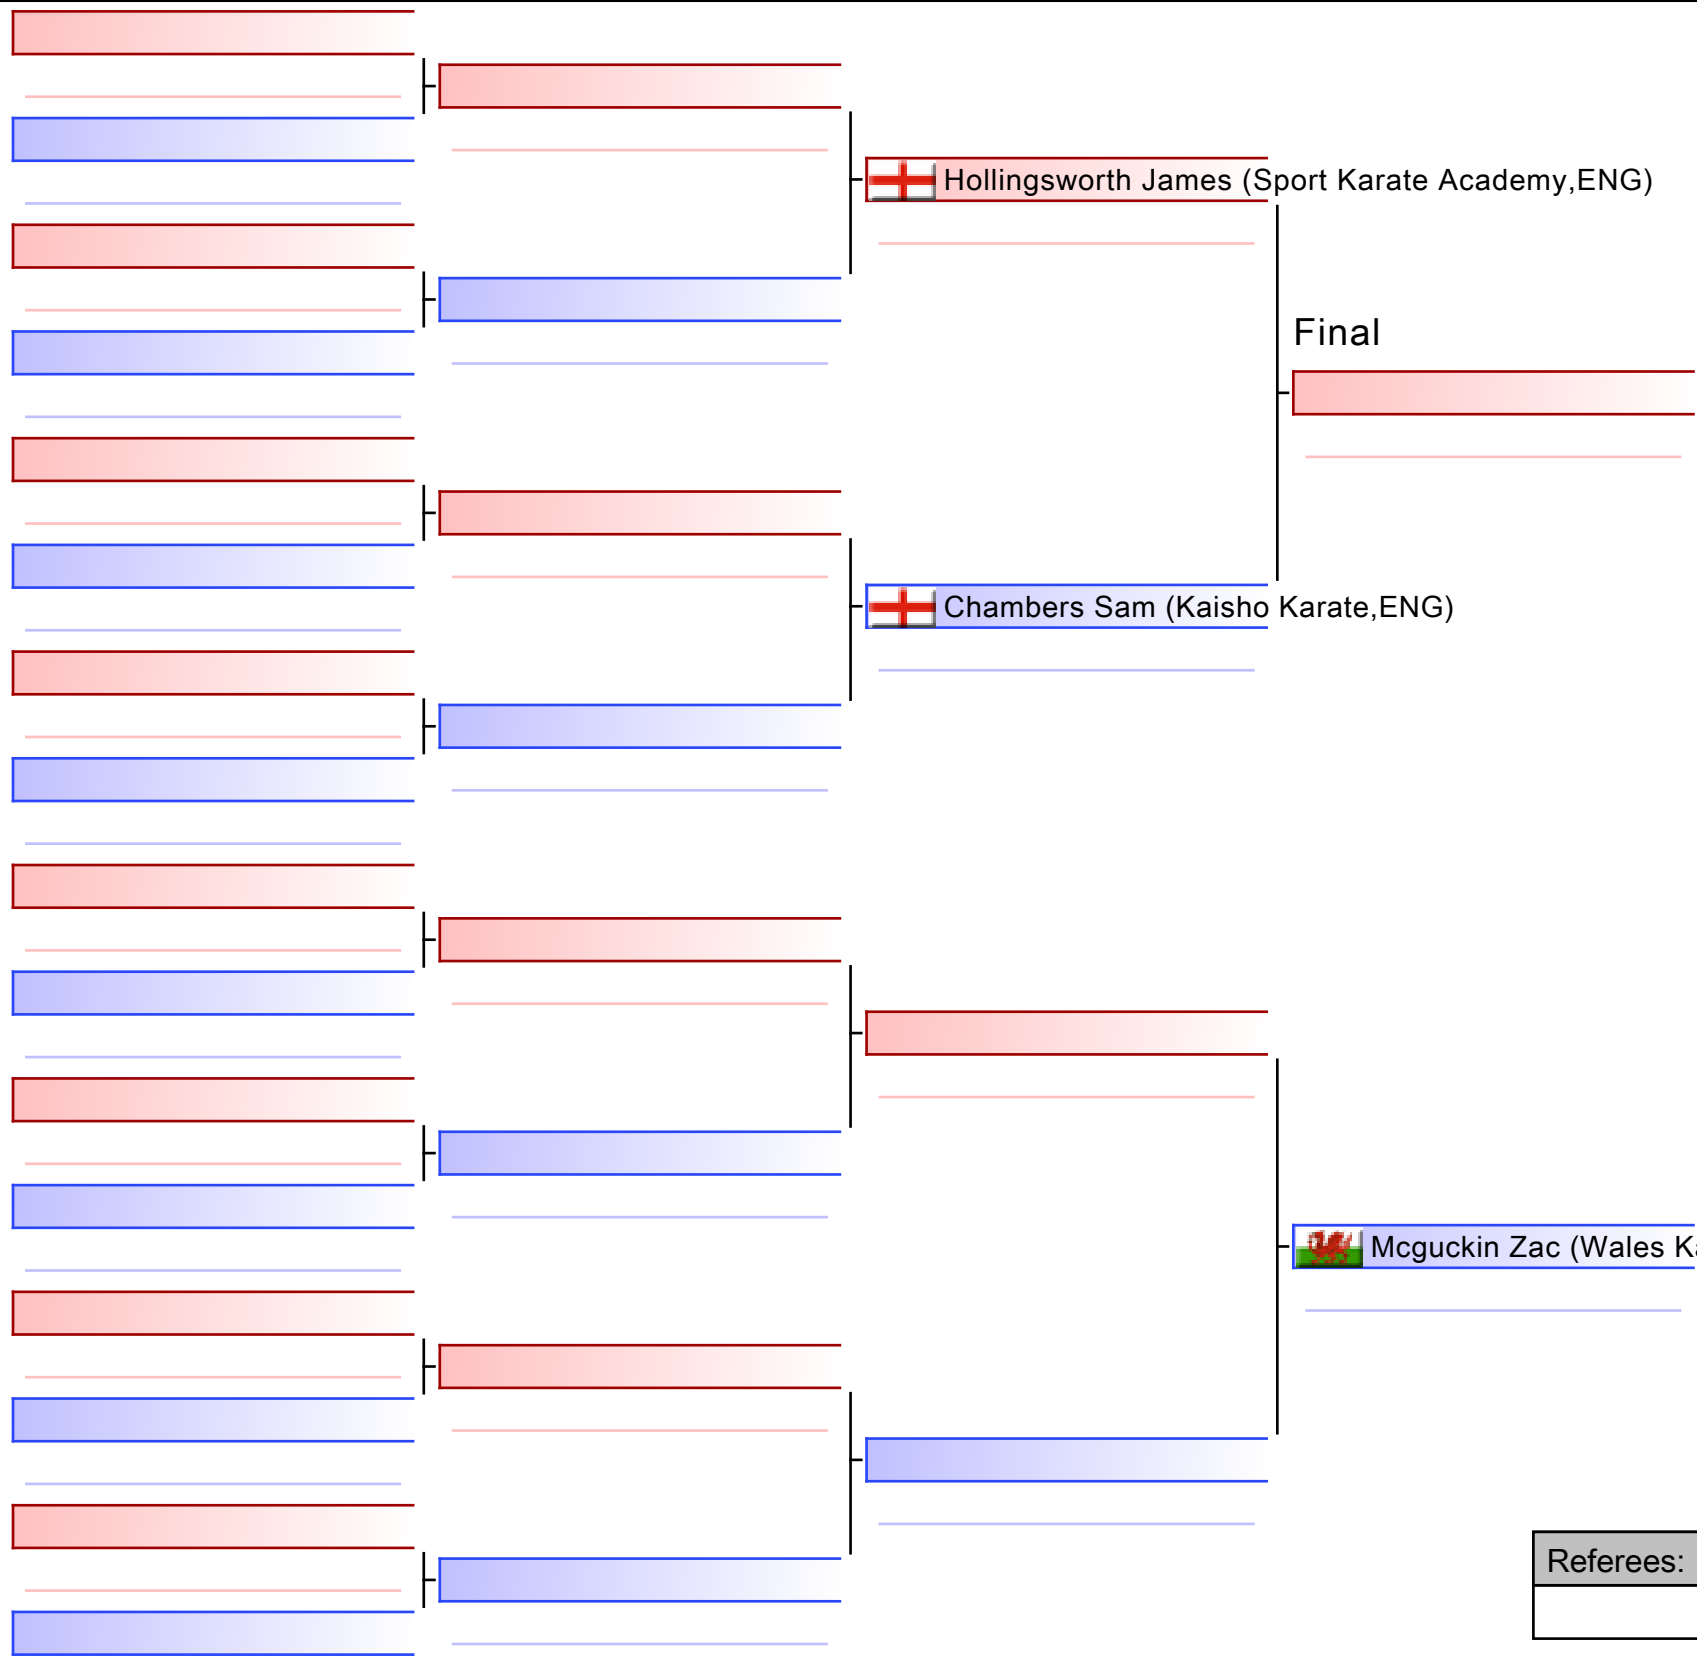 Hollingsworth James (Sport Karate Academy,ENG)
Final
Chambers Sam (Kaisho Karate,ENG)
Mcguckin Zac (Wales
Referees: